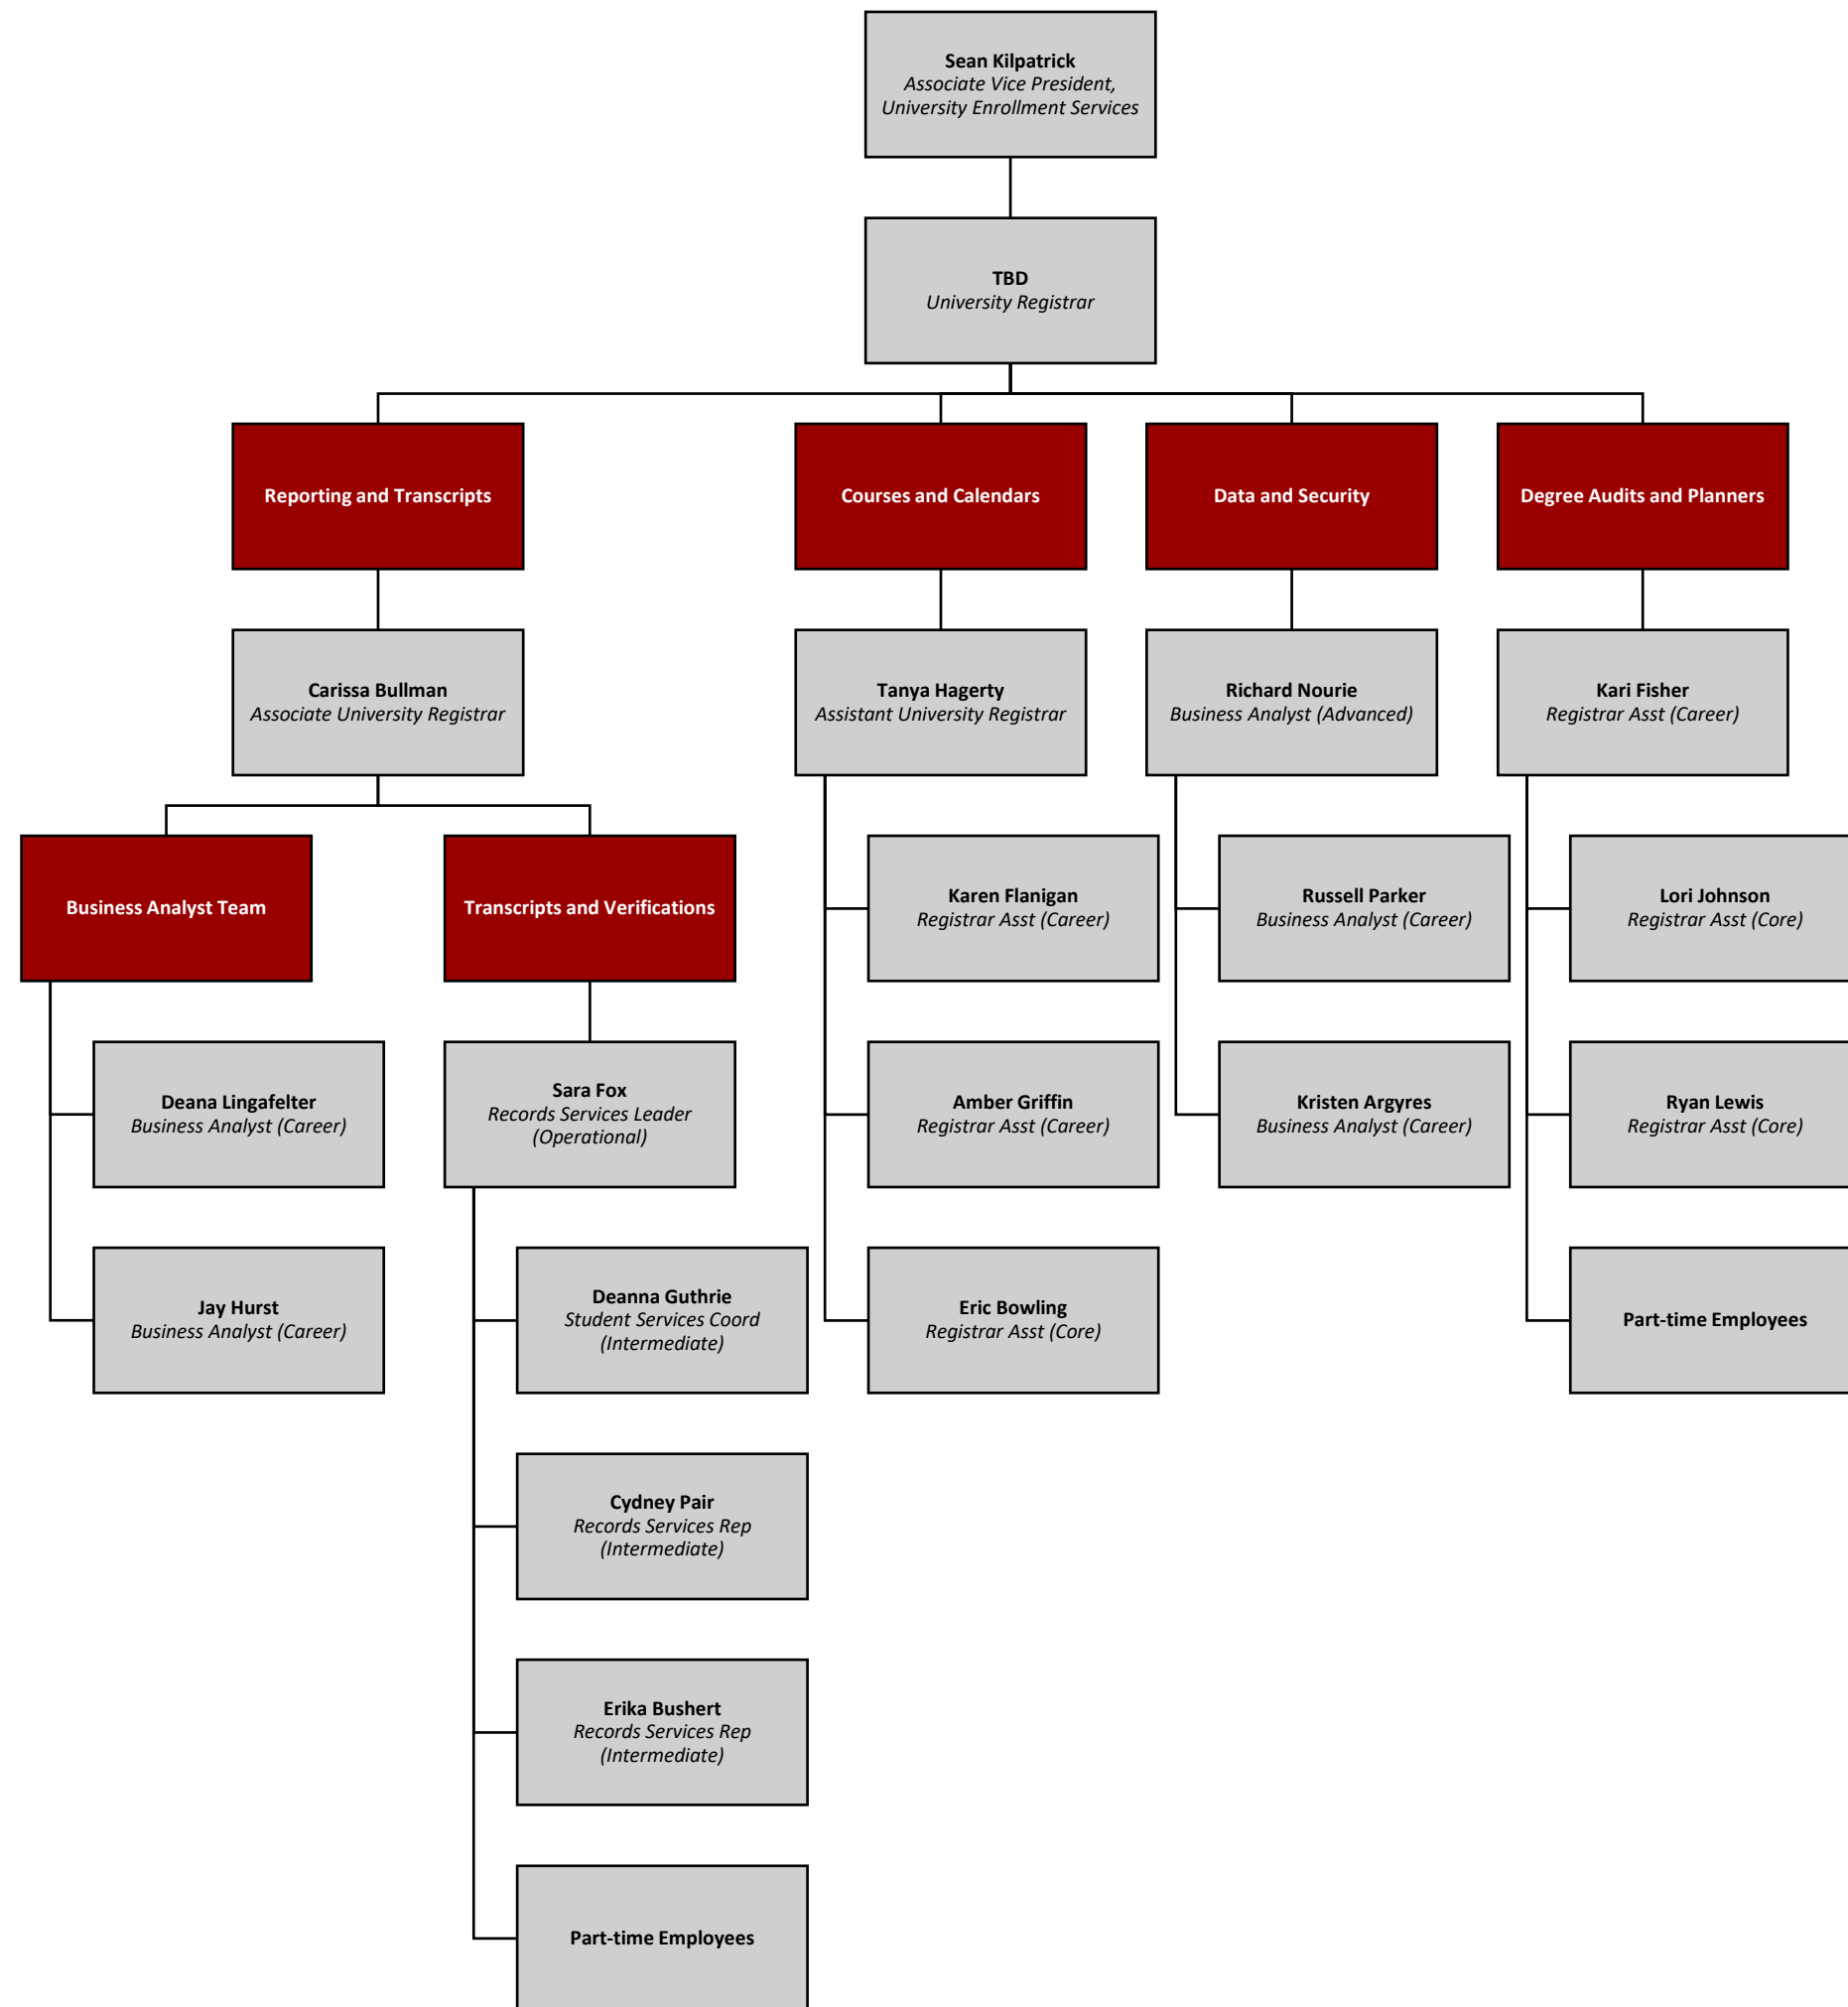 Sean Kilpatrick
Associate Vice President,
University Enrollment Services
TBD
University Registrar
Reporting and Transcripts
Courses and Calendars
Data and Security
Degree Audits and Planners
Carissa Bullman
Associate University Registrar
Tanya Hagerty
Assistant University Registrar
Richard Nourie
Business Analyst (Advanced)
Kari Fisher
Registrar Asst (Career)
Business Analyst Team
Transcripts and Verifications
Karen Flanigan
Registrar Asst (Career)
Russell Parker
Business Analyst (Career)
Lori Johnson
Registrar Asst (Core)
Deana Lingafelter
Business Analyst (Career)
Sara Fox
Records Services Leader
(Operational)
Amber Griffin
Registrar Asst (Career)
Kristen Argyres
Business Analyst (Career)
Ryan Lewis
Registrar Asst (Core)
Jay Hurst
Business Analyst (Career)
Deanna Guthrie
Student Services Coord
(Intermediate)
Eric Bowling
Registrar Asst (Core)
Part-time Employees
Cydney Pair
Records Services Rep
(Intermediate)
Erika Bushert
Records Services Rep
(Intermediate)
Part-time Employees